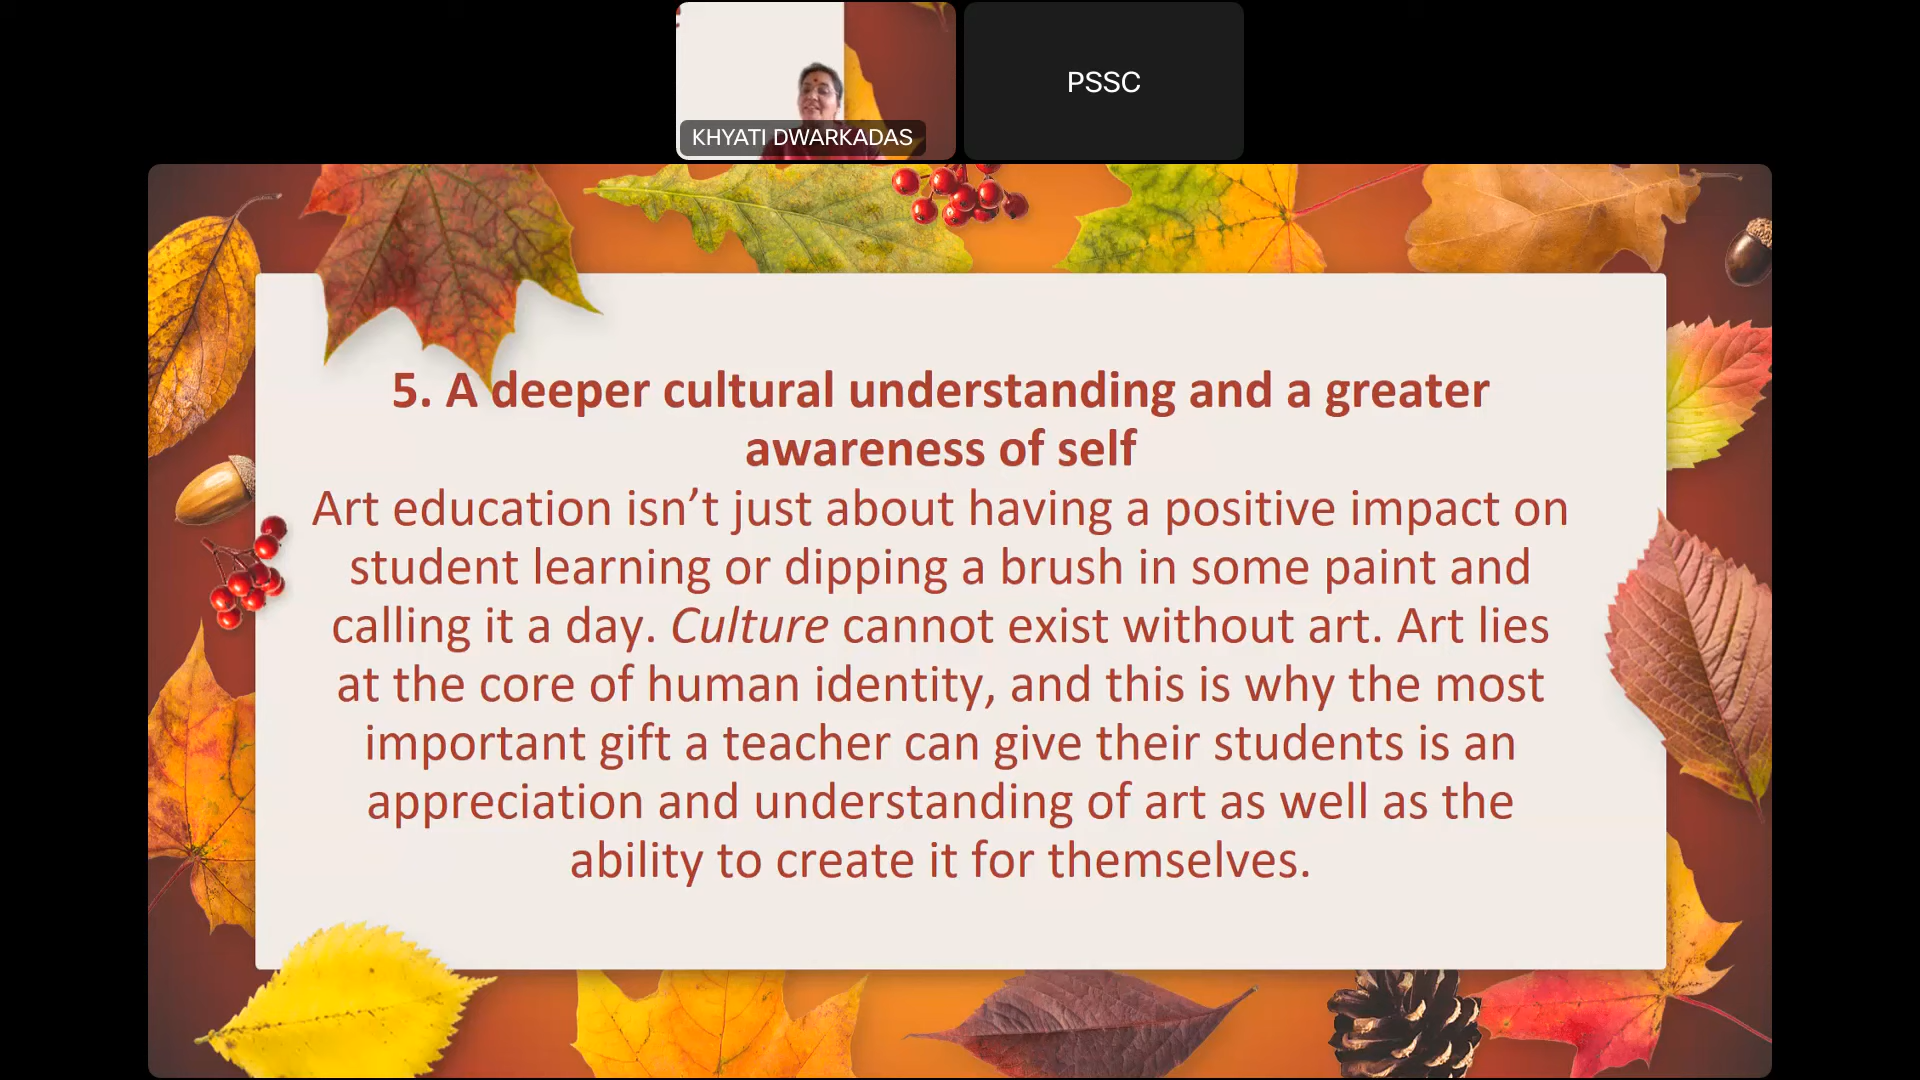 KHYATI DWARKADAS
PSSC
5. A deeper cultural understanding and a greater
awareness of self
Art education isn’t just about having a positive impact on
student learning or dipping a brush in some paint and
calling it a day. Culture cannot exist without art. Art lies
at the core of human identity, and this is why the most
important gift a teacher can give their students is an
appreciation and understanding of art as well as the
ability to create it for themselves.